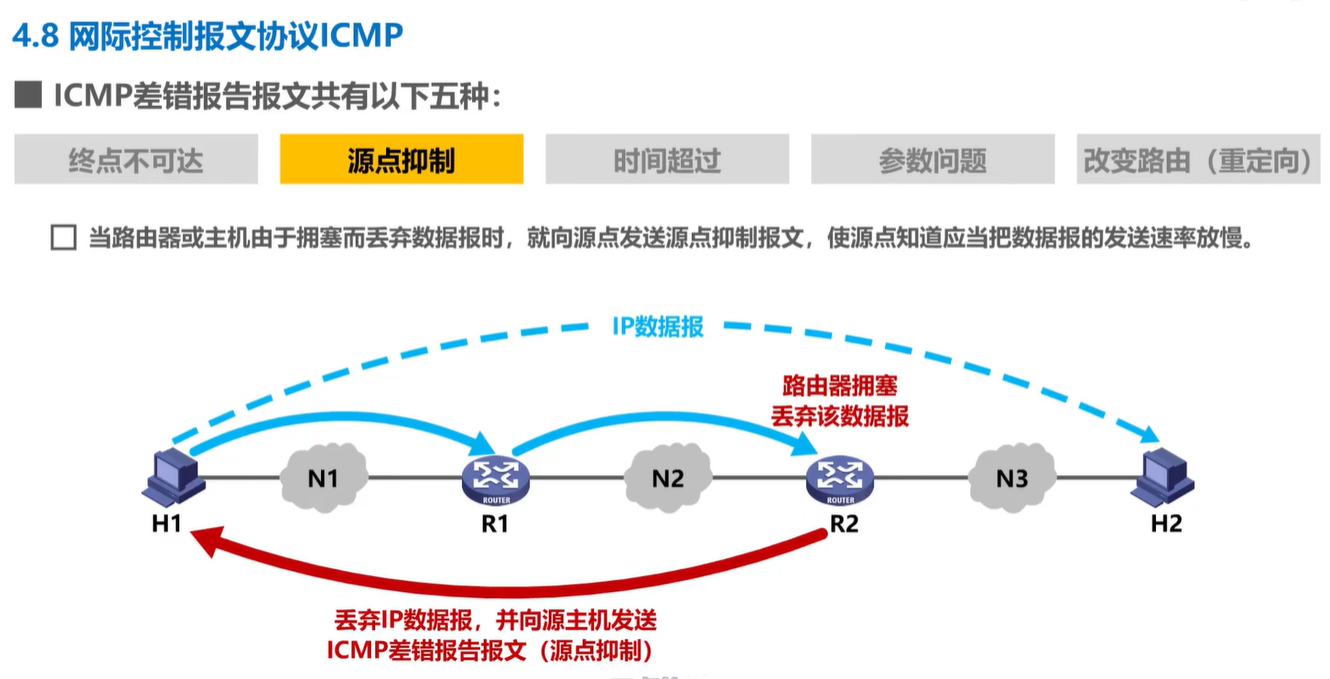 4.8 网际控制报文协议ICMP
ICMP差错报告报文共有以下五种：
终点不可达 源点抑制 时间超过 参数问题 改变路由（重定向）
当路由器或主机由于拥塞而丢弃数据报时，就向源点发送源点抑制报文，使源点知道应当把数据报的发送速率放慢。
IP数据报
路由器拥塞
丢弃该数据报
N1 N2 N3
ROUTER ROUTER
H1 R1 R2 H2
丢弃IP数据报，并向源主机发送
ICMP差错报告报文（源点抑制）